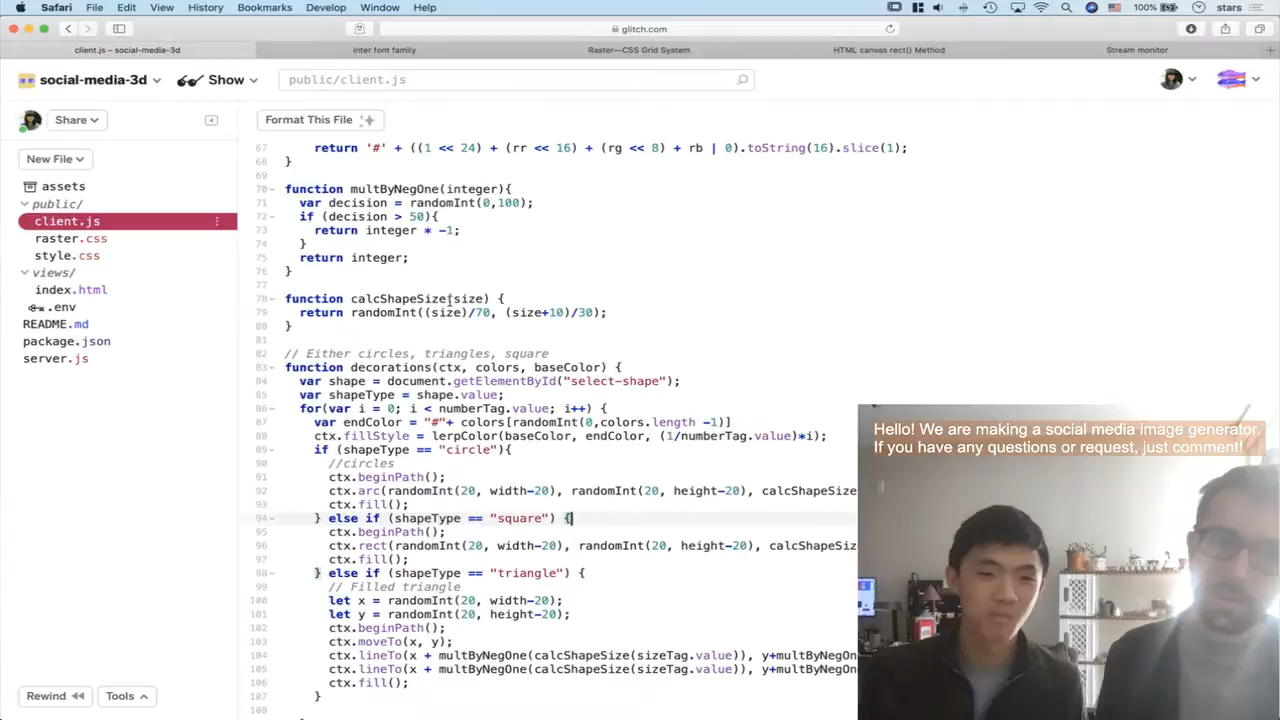 Safari File Edit View History Bookmarks Develop Window Help 100% stars
glitch.com
client.js – social-media-3d Inter font family Raster—CSS Grid System HTML canvas rect() Method Stream monitor
social-media-3d Show public/client.js
Share Format This File
New File
assets
public/
client.js
raster.css
style.css
views/
index.html
.env
README.md
package.json
server.js
Rewind Tools
67 return '#' + ((1 << 24) + (rr << 16) + (rg << 8) + rb | 0).toString(16).slice(1);
68 }
69
70 function multByNegOne(integer){
71 var decision = randomInt(0,100);
72 if (decision > 50){
73 return integer * -1;
74 }
75 return integer;
76 }
77
78 function calcShapeSize(size) {
79 return randomInt((size)/70, (size+10)/30);
80 }
81
82 // Either circles, triangles, square
83 function decorations(ctx, colors, baseColor) {
84 var shape = document.getElementById("select-shape");
85 var shapeType = shape.value;
86 for(var i = 0; i < numberTag.value; i++) {
87 var endColor = "#"+ colors[randomInt(0,colors.length -1)]
88 ctx.fillStyle = lerpColor(baseColor, endColor, (1/numberTag.value)*i);
89 if (shapeType == "circle"){
90 //circles
91 ctx.beginPath();
92 ctx.arc(randomInt(20, width-20), randomInt(20, height-20), calcShapeSize
93 ctx.fill();
94 } else if (shapeType == "square") {
95 ctx.beginPath();
96 ctx.rect(randomInt(20, width-20), randomInt(20, height-20), calcShapeSize
97 ctx.fill();
98 } else if (shapeType == "triangle") {
99 // Filled triangle
100 let x = randomInt(20, width-20);
101 let y = randomInt(20, height-20);
102 ctx.beginPath();
103 ctx.moveTo(x, y);
104 ctx.lineTo(x + multByNegOne(calcShapeSize(sizeTag.value)), y+multByNegOne
105 ctx.lineTo(x + multByNegOne(calcShapeSize(sizeTag.value)), y+multByNegOne
106 ctx.fill();
107 }
108
Hello! We are making a social media image generator.
If you have any questions or request, just comment!